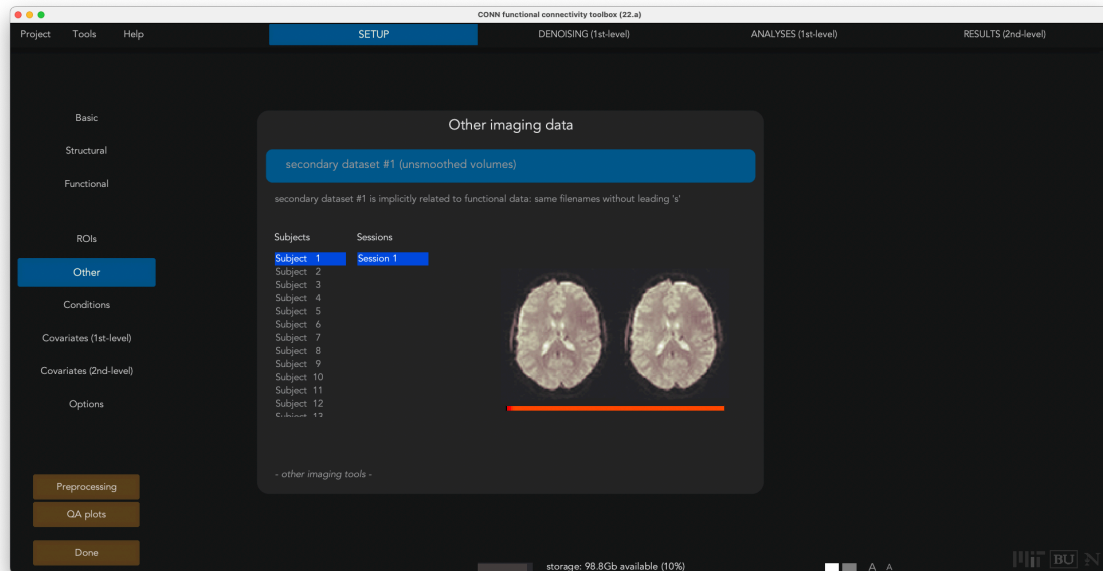 CONN functional connectivity toolbox (22.a)
Project Tools Help SETUP DENOISING (1st-level) ANALYSES (1st-level) RESULTS (2nd-level)
Basic
Structural
Functional
ROIs
Other
Conditions
Covariates (1st-level)
Covariates (2nd-level)
Options
Preprocessing
QA plots
Done
Other imaging data
secondary dataset #1 (unsmoothed volumes)
secondary dataset #1 is implicitly related to functional data: same filenames without leading 's'
Subjects Sessions
Subject 1 Session 1
Subject 2
Subject 3
Subject 4
Subject 5
Subject 6
Subject 7
Subject 8
Subject 9
Subject 10
Subject 11
Subject 12
Subject 13
- other imaging tools -
storage: 98.8Gb available (10%)
A A
MIT BU N